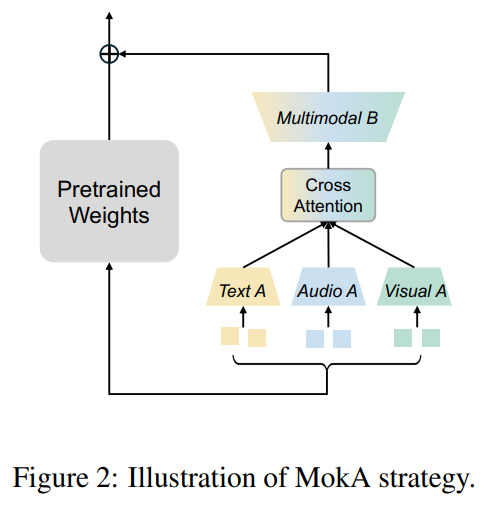 Multimodal B
Cross
Attention
Pretrained
Weights
Text A
Audio A
Visual A
Figure 2: Illustration of MokA strategy.